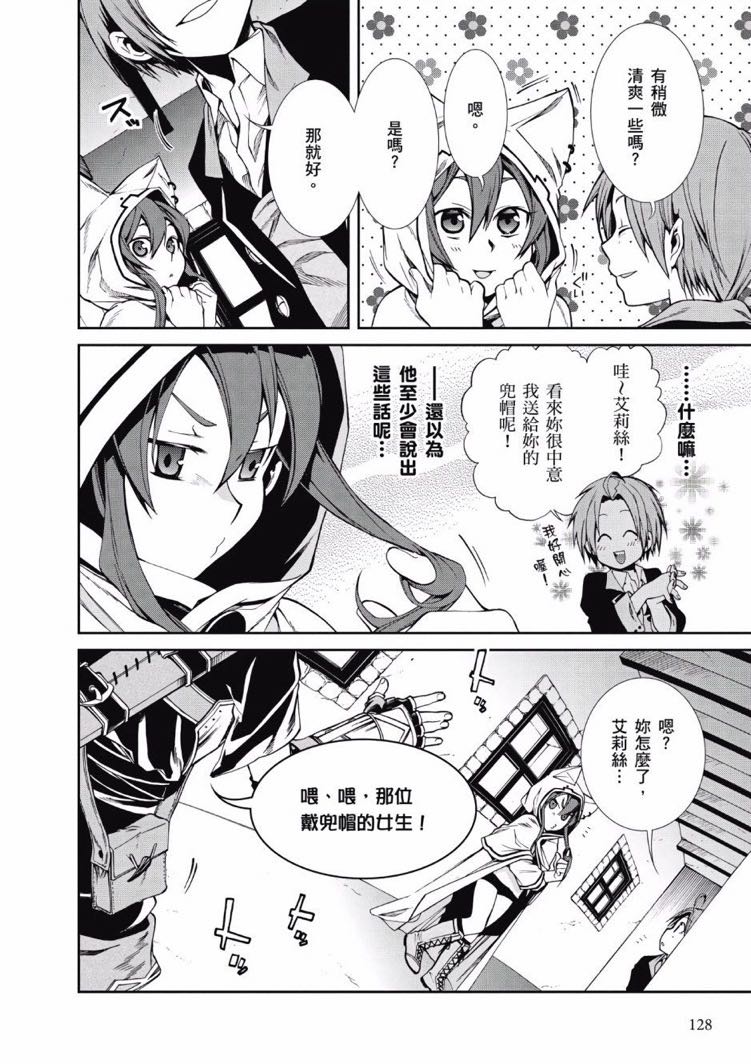 有稍微
清爽一些嗎？
嗯。
是嗎？
那就好。
ズッ
……什麼嘛…
哇～艾莉絲！
看來妳很中意
我送給妳的
兜帽呢！
我好開心
喔！
──還以為
他至少會說出
這些話呢…
嗯？
妳怎麼了，
艾莉絲…
喂、喂，那位
戴兜帽的女生！
128